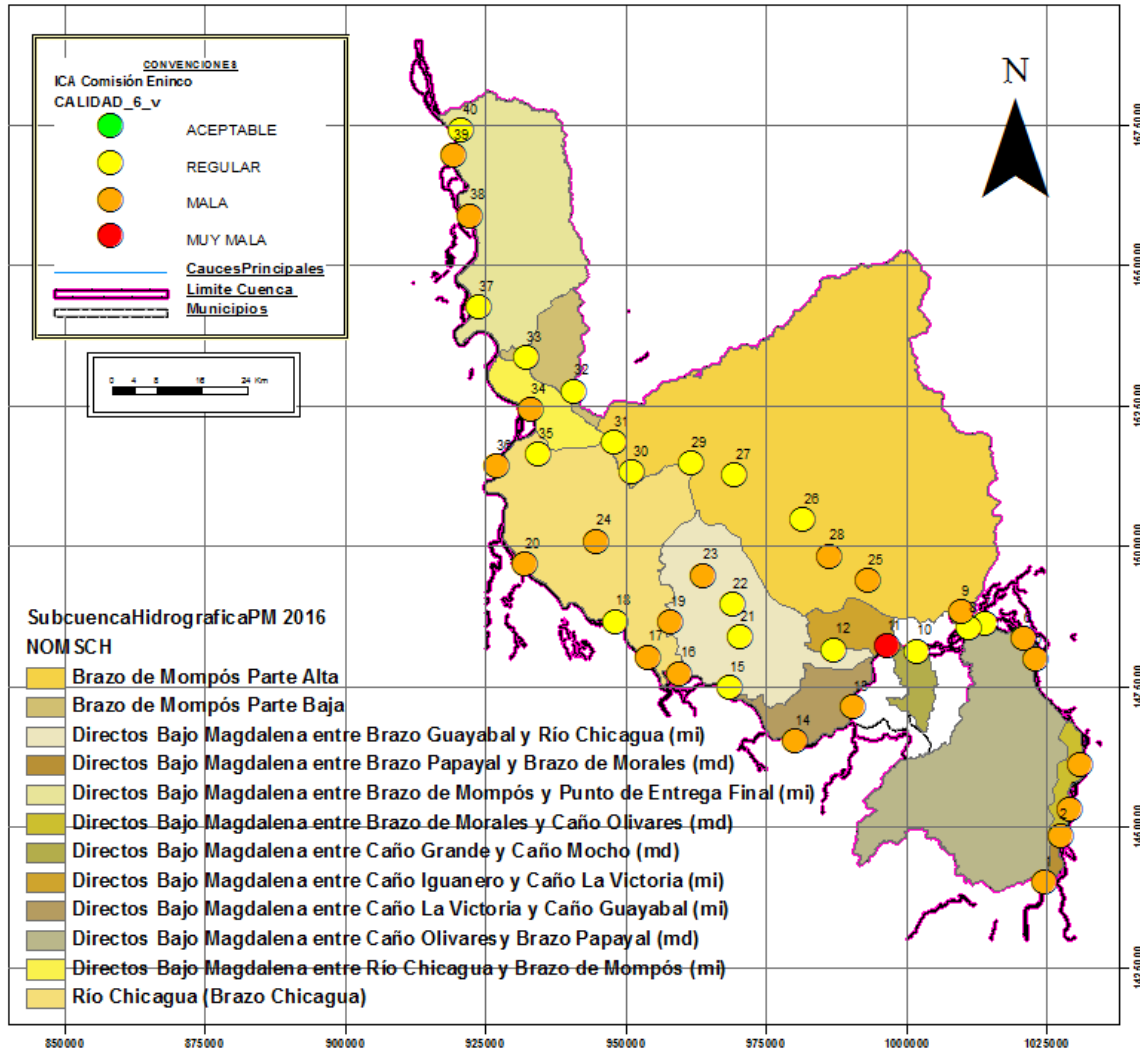 CONVENCIONES
ICA Comisión Eninco
CALIDAD_6_v
ACEPTABLE
REGULAR
MALA
MUY MALA
CaucesPrincipales
Limite Cuenca
Municipios
0 4 8 16 24 Km
N
40
39
38
37
33
32
34
31
35
30
29
27
26
24
28
25
20
23
22
9
18
19
21
12
11
10
17
16
15
14
2
1
SubcuencaHidrograficaPM 2016
NOMSCH
Brazo de Mompós Parte Alta
Brazo de Mompós Parte Baja
Directos Bajo Magdalena entre Brazo Guayabal y Río Chicagua (mi)
Directos Bajo Magdalena entre Brazo Papayal y Brazo de Morales (md)
Directos Bajo Magdalena entre Brazo de Mompós y Punto de Entrega Final (mi)
Directos Bajo Magdalena entre Brazo de Morales y Caño Olivares (md)
Directos Bajo Magdalena entre Caño Grande y Caño Mocho (md)
Directos Bajo Magdalena entre Caño Iguanero y Caño La Victoria (mi)
Directos Bajo Magdalena entre Caño La Victoria y Caño Guayabal (mi)
Directos Bajo Magdalena entre Caño Olivares y Brazo Papayal (md)
Directos Bajo Magdalena entre Río Chicagua y Brazo de Mompós (mi)
Río Chicagua (Brazo Chicagua)
850000 875000 900000 925000 950000 975000 1000000 1025000